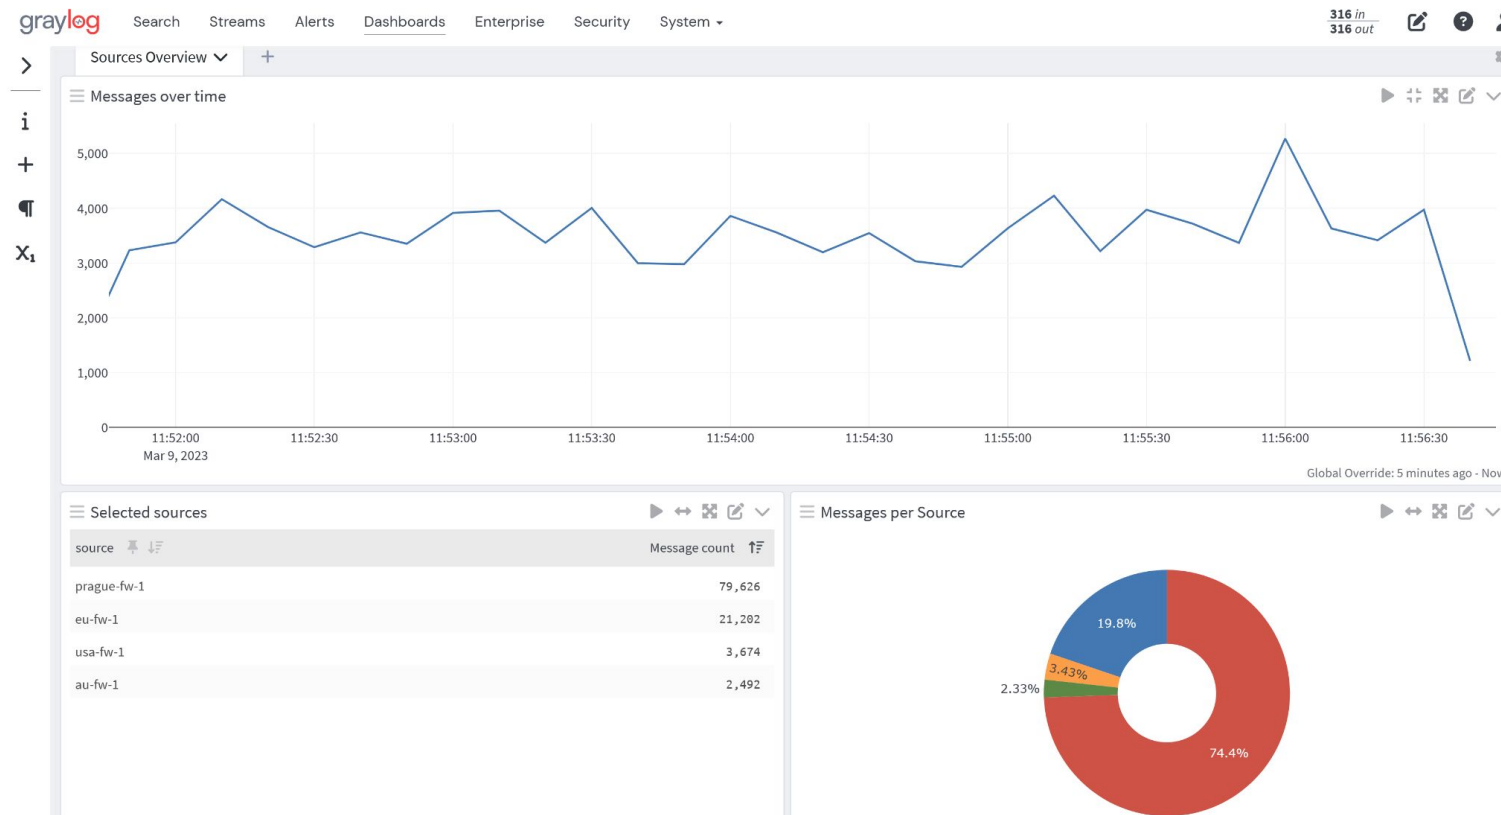 graylog Search Streams Alerts Dashboards Enterprise Security System 316 in
316 out
Sources Overview
Messages over time
5,000
4,000
3,000
2,000
1,000
0
11:52:00 11:52:30 11:53:00 11:53:30 11:54:00 11:54:30 11:55:00 11:55:30 11:56:00 11:56:30
Mar 9, 2023
Global Override: 5 minutes ago - Now
Selected sources
source Message count
prague-fw-1 79,626
eu-fw-1 21,202
usa-fw-1 3,674
au-fw-1 2,492
Messages per Source
19.8%
3.43%
2.33%
74.4%